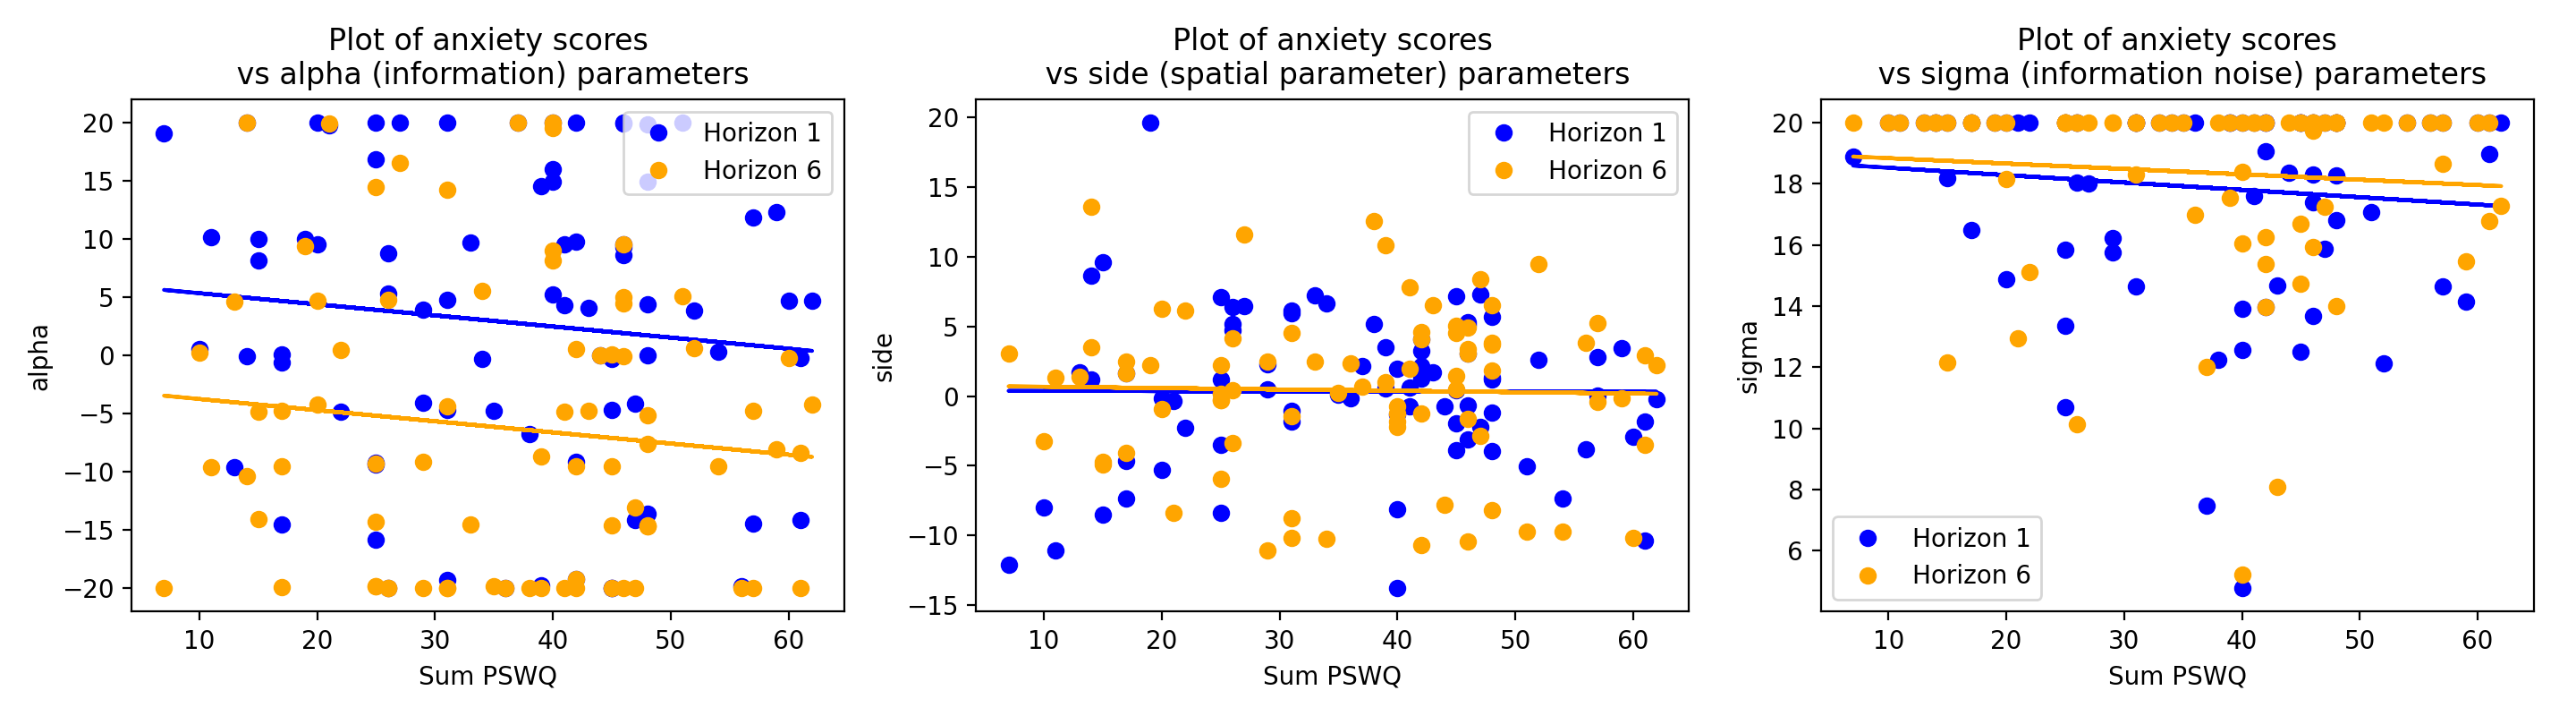 Plot of anxiety scores
vs alpha (information) parameters
20
15
10
5
0
−5
−10
−15
−20
alpha
10 20 30 40 50 60
Sum PSWQ
Horizon 1
Horizon 6
Plot of anxiety scores
vs side (spatial parameter) parameters
20
15
10
5
0
−5
−10
−15
side
10 20 30 40 50 60
Sum PSWQ
Horizon 1
Horizon 6
Plot of anxiety scores
vs sigma (information noise) parameters
20
18
16
14
12
10
8
6
sigma
10 20 30 40 50 60
Sum PSWQ
Horizon 1
Horizon 6